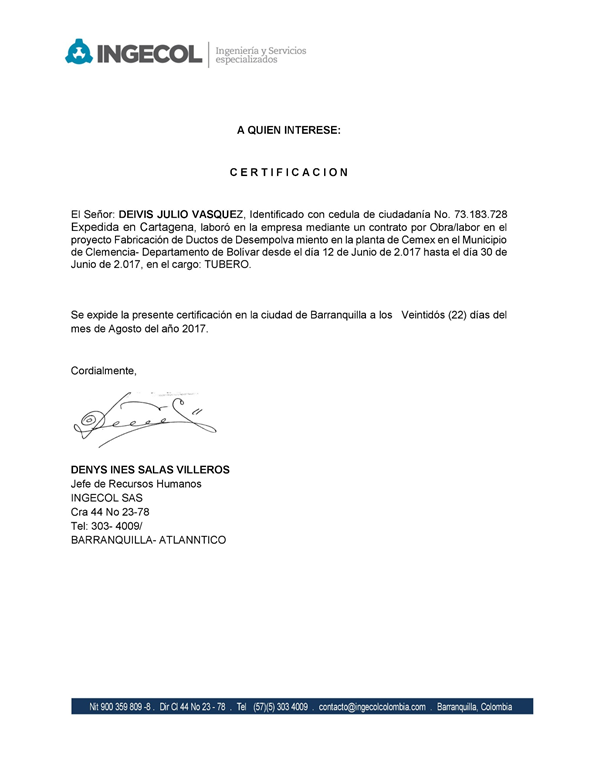 INGECOL Ingeniería y Servicios
especializados
A QUIEN INTERESE:
C E R T I F I C A C I O N
El Señor: DEIVIS JULIO VASQUEZ, Identificado con cedula de ciudadanía No. 73.183.728
Expedida en Cartagena, laboró en la empresa mediante un contrato por Obra/labor en el
proyecto Fabricación de Ductos de Desempolva miento en la planta de Cemex en el Municipio
de Clemencia- Departamento de Bolívar desde el día 12 de Junio de 2.017 hasta el día 30 de
Junio de 2.017, en el cargo: TUBERO.
Se expide la presente certificación en la ciudad de Barranquilla a los Veintidós (22) días del
mes de Agosto del año 2017.
Cordialmente,
DENYS INES SALAS VILLEROS
Jefe de Recursos Humanos
INGECOL SAS
Cra 44 No 23-78
Tel: 303- 4009/
BARRANQUILLA- ATLANNTICO
Nit 900 359 809 -8 . Dir Cl 44 No 23 - 78 . Tel (57)(5) 303 4009 . contacto@ingecolcolombia.com . Barranquilla, Colombia